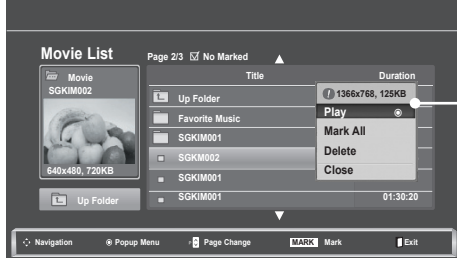 Movie List
Page 2/3 No Marked
Movie
SGKIM002
640x480, 720KB
Up Folder
Title Duration
Up Folder
Favorite Music
SGKIM001
SGKM002
SGKIM001
SGKIM001 01:30:20
1366x768, 125KB
Play
Mark All
Delete
Close
Navigation Popup Menu Page Change MARK Mark Exit